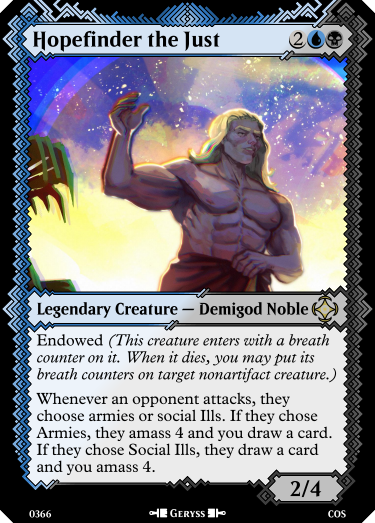 Hopefinder the Just 2
Legendary Creature — Demigod Noble
Endowed (This creature enters with a breath
counter on it. When it dies, you may put its
breath counters on target nonartifact creature.)
Whenever an opponent attacks, they
choose armies or social Ills. If they chose
Armies, they amass 4 and you draw a card.
If they chose Social Ills, they draw a card
and you amass 4.
2/4
0366 Geryss COS